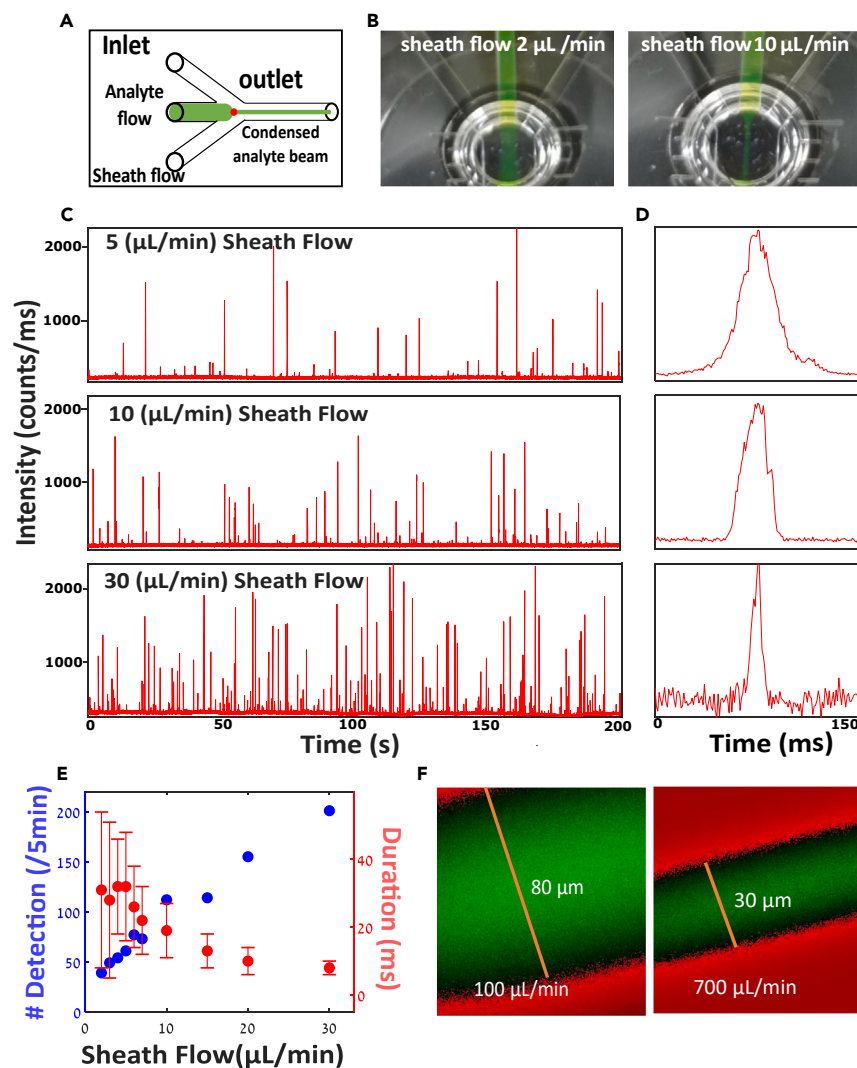 A
Inlet
outlet
Analyte
flow
Condensed
analyte beam
Sheath flow
B
sheath flow 2 µL /min
sheath flow 10 µL/min
C
D
Intensity (counts/ms)
5 (µL/min) Sheath Flow
2000
1000
10 (µL/min) Sheath Flow
2000
1000
30 (µL/min) Sheath Flow
2000
1000
0
50
100
150
200
Time (s)
0
150
Time (ms)
E
# Detection (/5min)
220
200
150
100
50
0
0
10
20
30
Sheath Flow(µL/min)
40
20
0
Duration (ms)
F
80 µm
100 µL/min
30 µm
700 µL/min